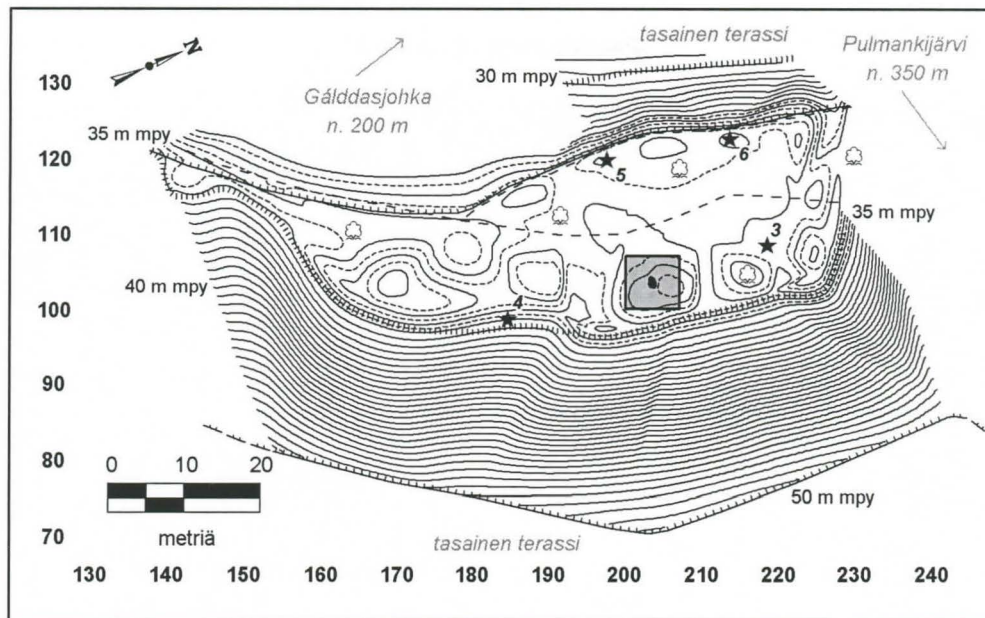 tasainen terassi
Pulmankijärvi
n. 350 m
N
130
30 m mpy
Gálddasjohka
n. 200 m
35 m mpy
120
6
5
110
3
35 m mpy
40 m mpy
100
4
90
80
0 10 20
50 m mpy
metriä
70
tasainen terassi
130 140 150 160 170 180 190 200 210 220 230 240